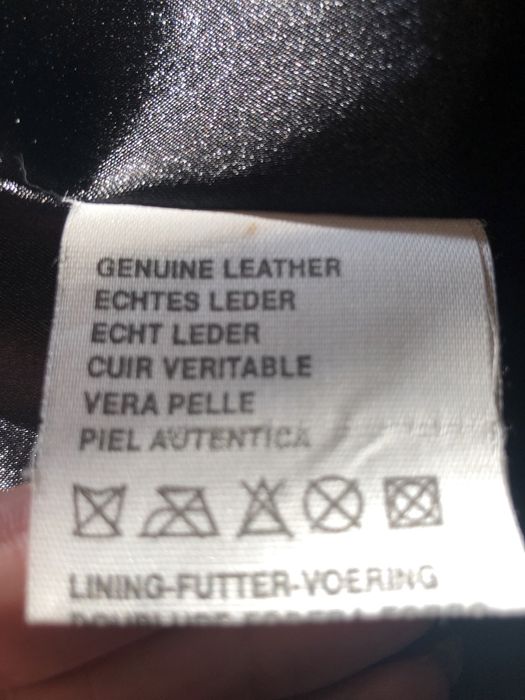 GENUINE LEATHER
ECHTES LEDER
ECHT LEDER
CUIR VERITABLE
VERA PELLE
PIEL AUTENTICA
LINING-FUTTER-VOERING